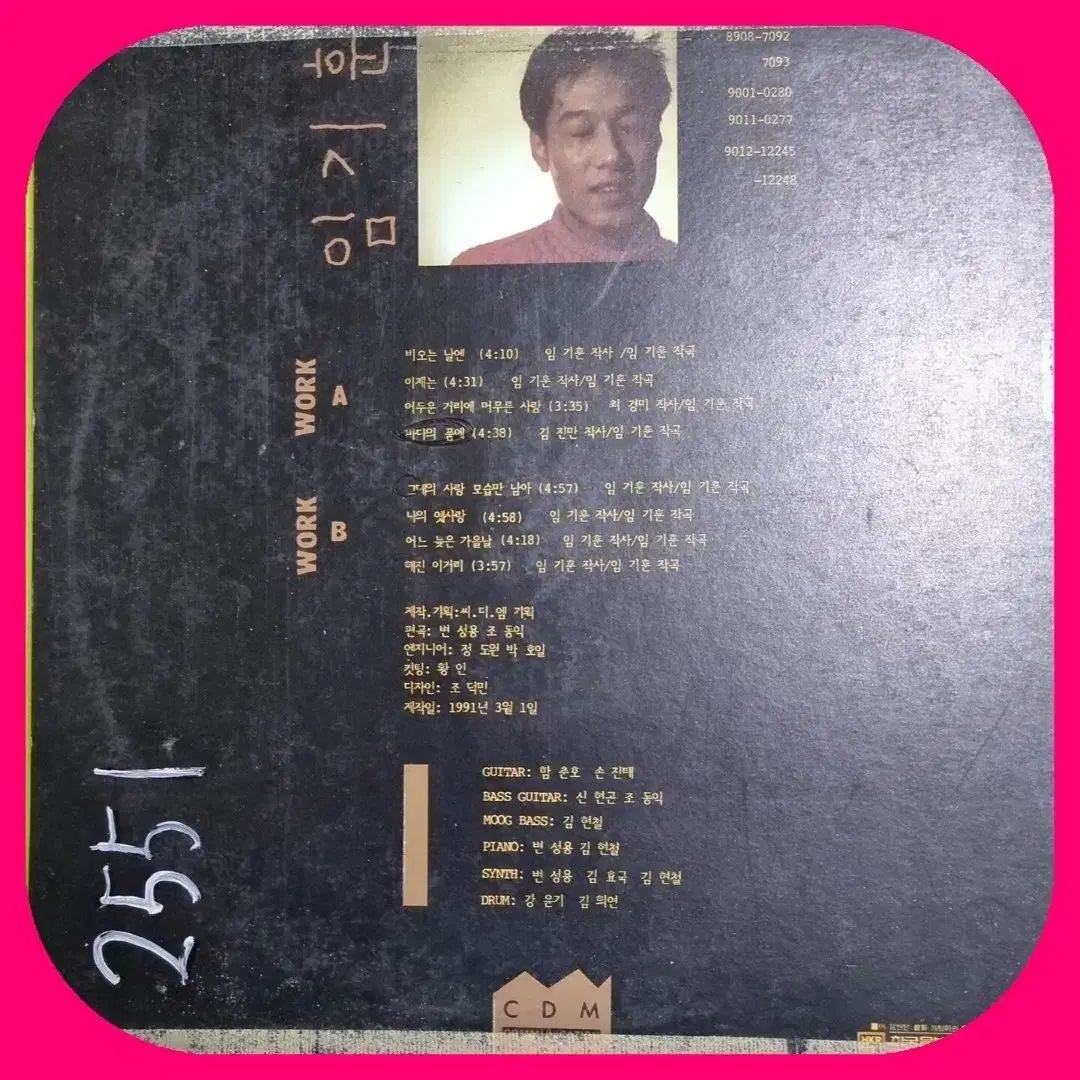 임기훈
8908-7092
7093
9001-0280
9011-0277
9012-12245
-12248
WORK A
비오는 날엔 (4:10) 임 기훈 작사 /임 기훈 작곡
이제는 (4:31) 임 기훈 작사/임 기훈 작곡
어두운 거리에 머무른 사랑 (3:35) 최 경미 작사/임 기훈 작곡
바다의 품에 (4:38) 김 진만 작사/임 기훈 작곡
WORK B
그대의 사랑 모습만 남아 (4:57) 임 기훈 작사/임 기훈 작곡
나의 옛사랑 (4:58) 임 기훈 작사/임 기훈 작곡
어느 늦은 가을날 (4:18) 임 기훈 작사/임 기훈 작곡
해진 이거리 (3:57) 임 기훈 작사/임 기훈 작곡
제작.기획:씨.디.엠 기획
편곡: 변 성용 조 동익
엔지니어: 정 도원 박 호일
컷팅: 황 인
디자인: 조 덕민
제작일: 1991년 3월 1일
GUITAR: 함 춘호 손 진태
BASS GUITAR: 신 현곤 조 동익
MOOG BASS: 김 현철
PIANO: 변 성용 김 현철
SYNTH: 변 성용 김 효국 김 현철
DRUM: 강 윤기 김 희연
2551
CDM
HKR